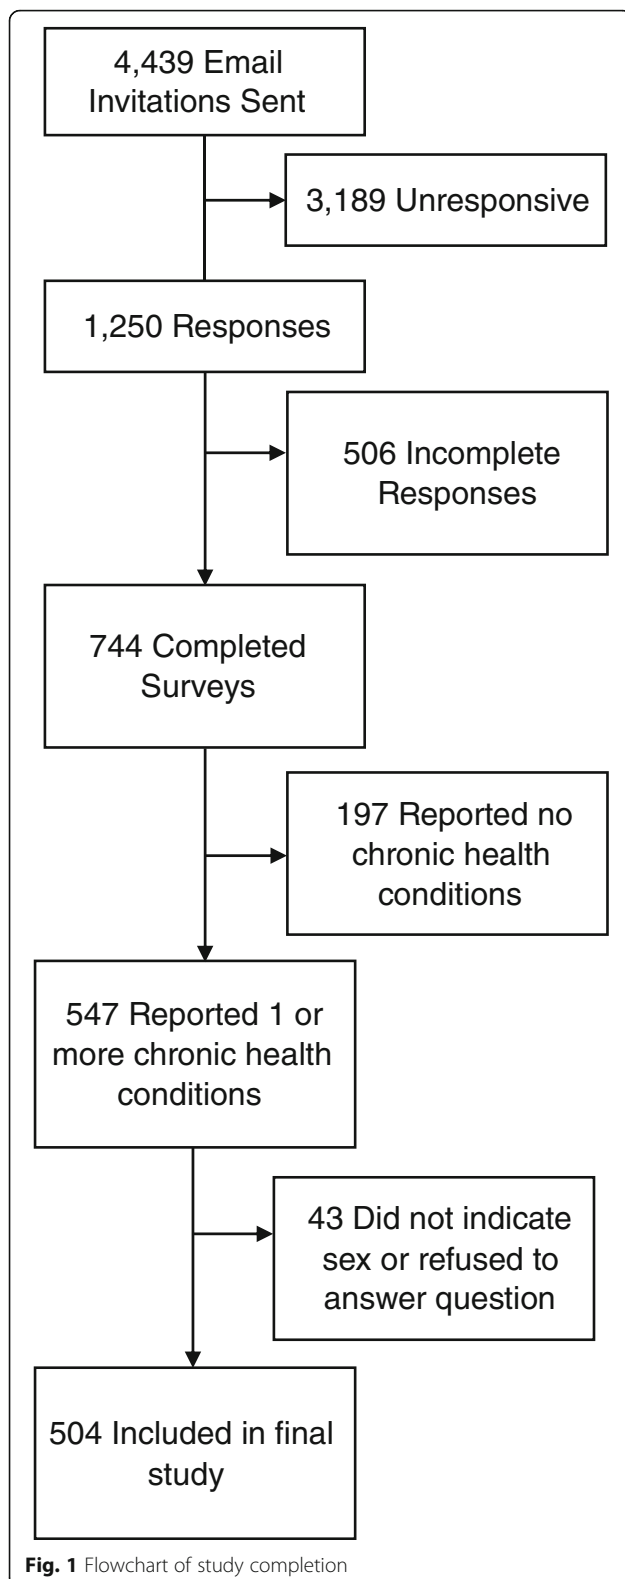 4,439 Email
Invitations Sent
3,189 Unresponsive
1,250 Responses
506 Incomplete
Responses
744 Completed
Surveys
197 Reported no
chronic health
conditions
547 Reported 1 or
more chronic health
conditions
43 Did not indicate
sex or refused to
answer question
504 Included in final
study
Fig. 1 Flowchart of study completion